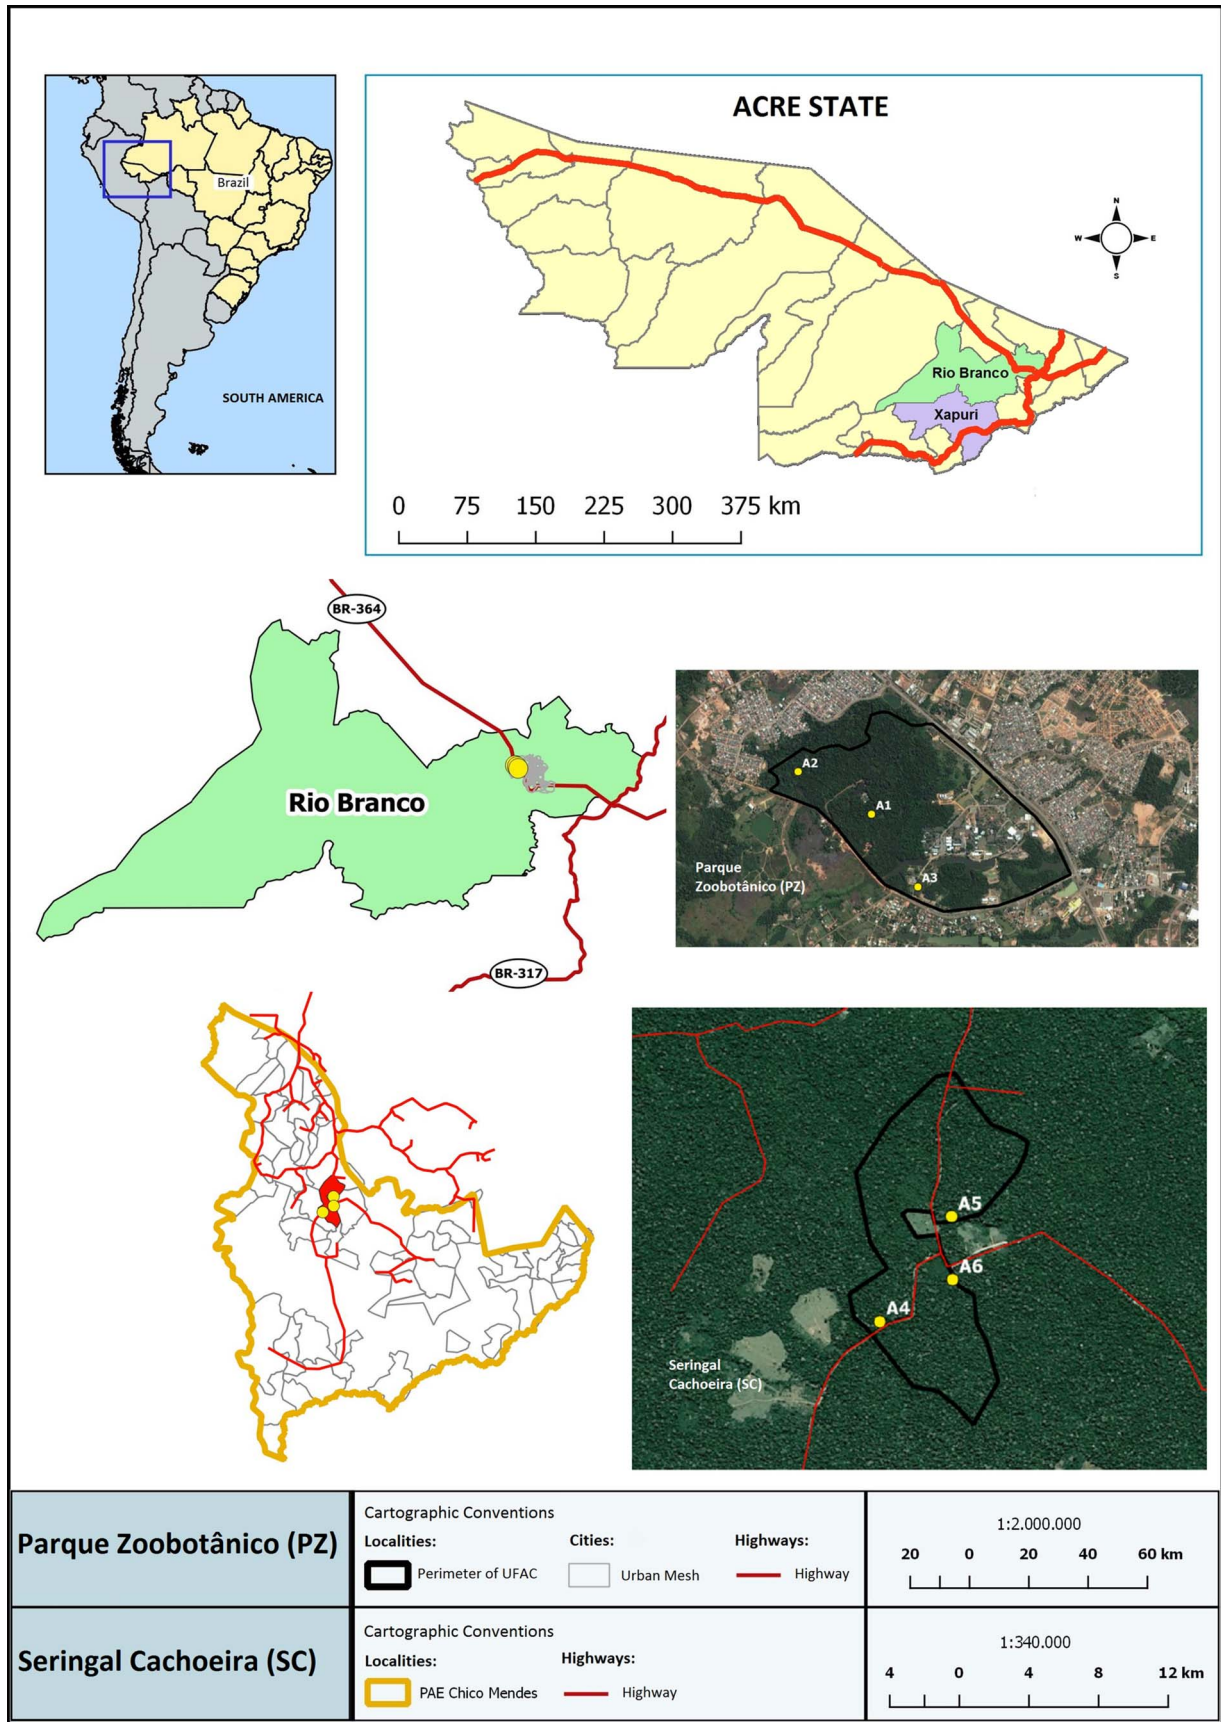 Brazil
SOUTH AMERICA
ACRE STATE
N
W E
S
Rio Branco
Xapuri
0 75 150 225 300 375 km
BR-364
Rio Branco
BR-317
A2
A1
A3
Parque
Zoobotânico (PZ)
A5
A6
A4
Seringal
Cachoeira (SC)
Parque Zoobotânico (PZ)
Cartographic Conventions
Localities: Cities: Highways:
Perimeter of UFAC Urban Mesh Highway
1:2.000.000
20 0 20 40 60 km
Seringal Cachoeira (SC)
Cartographic Conventions
Localities: Highways:
PAE Chico Mendes Highway
1:340.000
4 0 4 8 12 km